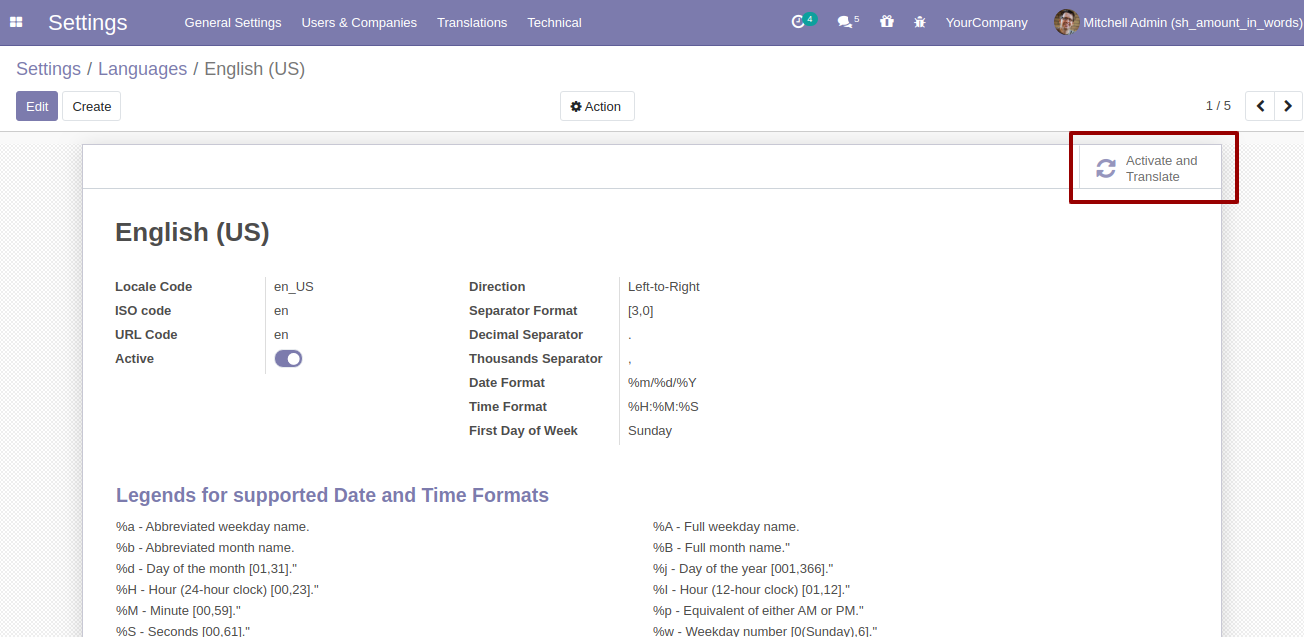 Settings General Settings Users & Companies Translations Technical 4 5 YourCompany Mitchell Admin (sh_amount_in_words)
Settings / Languages / English (US)
Edit Create Action 1 / 5
Activate and
Translate
English (US)
Locale Code en_US
ISO code en
URL Code en
Active
Direction Left-to-Right
Separator Format [3,0]
Decimal Separator .
Thousands Separator ,
Date Format %m/%d/%Y
Time Format %H:%M:%S
First Day of Week Sunday
Legends for supported Date and Time Formats
%a - Abbreviated weekday name.
%b - Abbreviated month name.
%d - Day of the month [01,31]."
%H - Hour (24-hour clock) [00,23]."
%M - Minute [00,59]."
%S - Seconds [00,61]."
%A - Full weekday name.
%B - Full month name."
%j - Day of the year [001,366]."
%I - Hour (12-hour clock) [01,12]."
%p - Equivalent of either AM or PM."
%w - Weekday number [0(Sunday),6]."